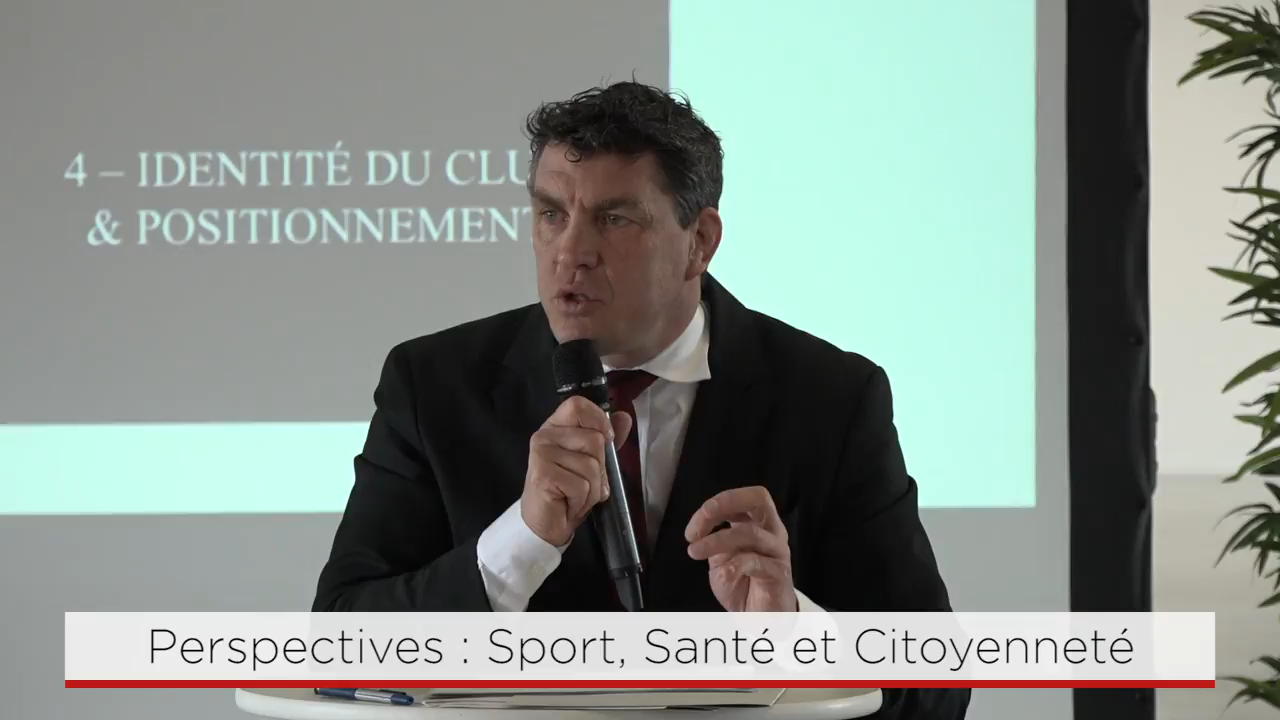 4 – IDENTITÉ DU CLU
& POSITIONNEMENT
Perspectives : Sport, Santé et Citoyenneté